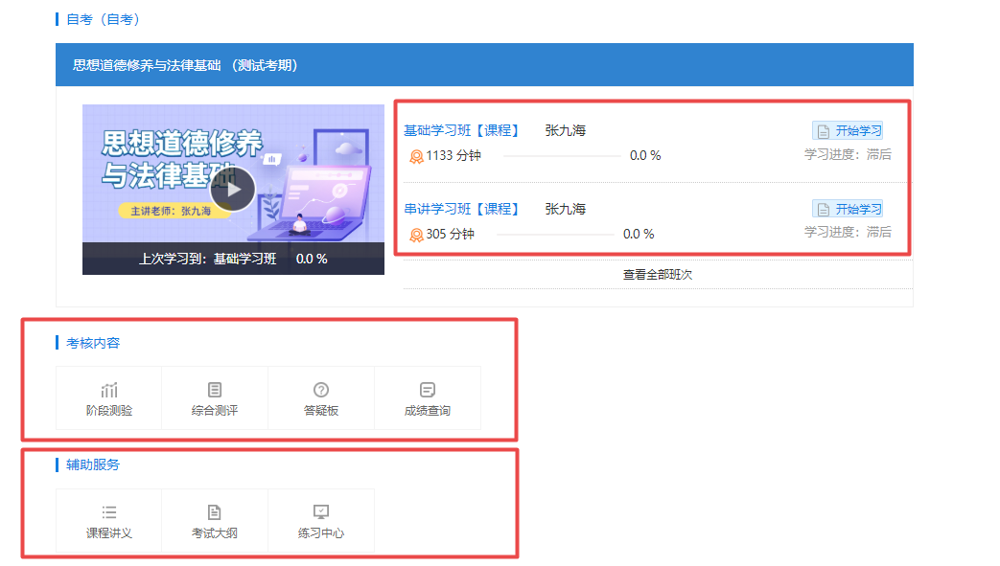 自考（自考）
思想道德修养与法律基础 （测试考期）
思想道德修养
与法律基础
主讲老师：张九海
上次学习到：基础学习班 0.0 %
基础学习班【课程】 张九海 开始学习
1133 分钟 0.0 % 学习进度：滞后
串讲学习班【课程】 张九海 开始学习
305 分钟 0.0 % 学习进度：滞后
查看全部班次
考核内容
阶段测验 综合测评 答疑板 成绩查询
辅助服务
课程讲义 考试大纲 练习中心